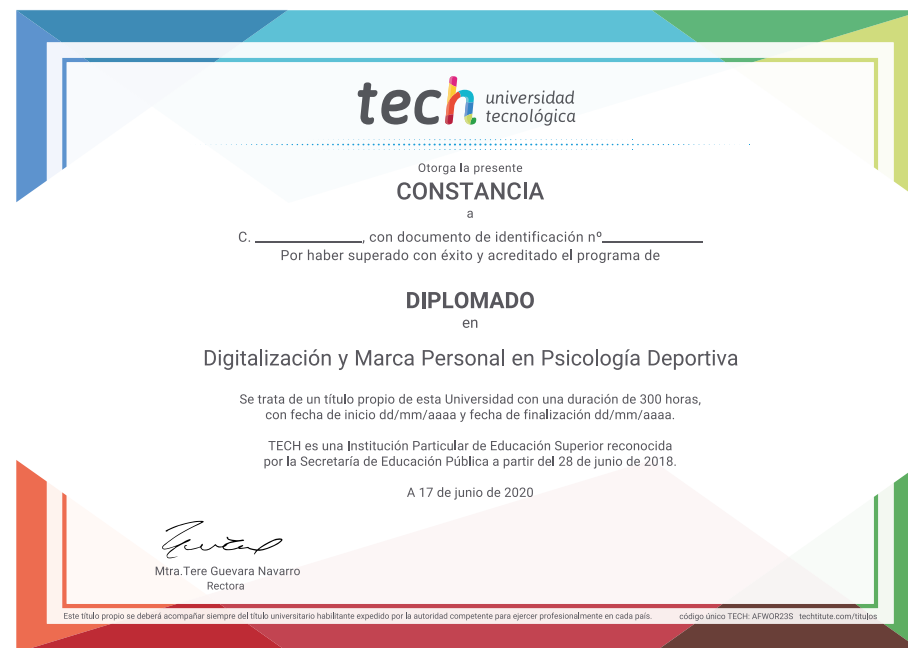 tech universidad
tecnológica
Otorga la presente
CONSTANCIA
a
C. ____________, con documento de identificación nº____________
Por haber superado con éxito y acreditado el programa de
DIPLOMADO
en
Digitalización y Marca Personal en Psicología Deportiva
Se trata de un título propio de esta Universidad con una duración de 300 horas,
con fecha de inicio dd/mm/aaaa y fecha de finalización dd/mm/aaaa.
TECH es una Institución Particular de Educación Superior reconocida
por la Secretaría de Educación Pública a partir del 28 de junio de 2018.
A 17 de junio de 2020
Mtra.Tere Guevara Navarro
Rectora
Este título propio se deberá acompañar siempre del título universitario habilitante expedido por la autoridad competente para ejercer profesionalmente en cada país. código único TECH: AFWOR23S techtitute.com/titulos